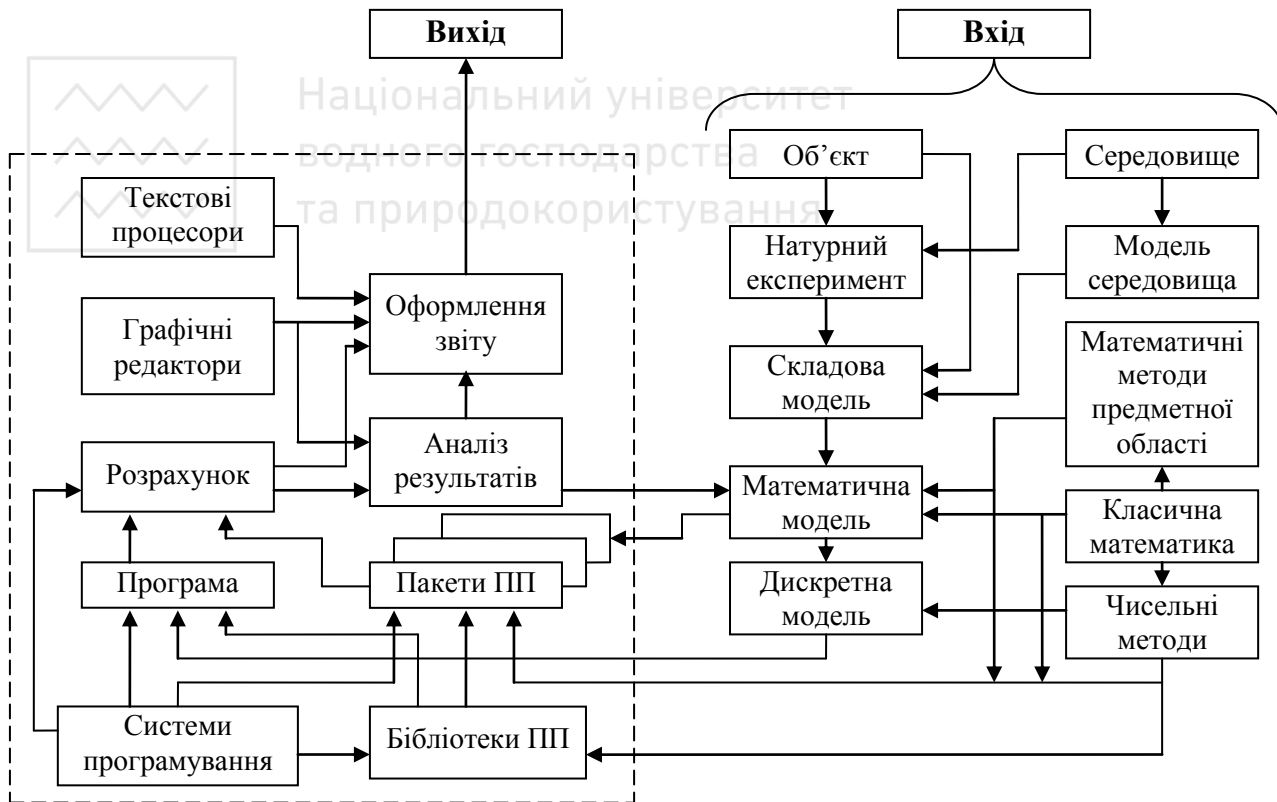 Вихід
Вхід
Національний університет
водного господарства
та природокористування
Об’єкт
Середовище
Текстові
процесори
Натурний
експеримент
Модель
середовища
Оформлення
звіту
Графічні
редактори
Складова
модель
Математичні
методи
предметної
області
Розрахунок
Аналіз
результатів
Математична
модель
Класична
математика
Програма
Пакети ПП
Дискретна
модель
Чисельні
методи
Системи
програмування
Бібліотеки ПП